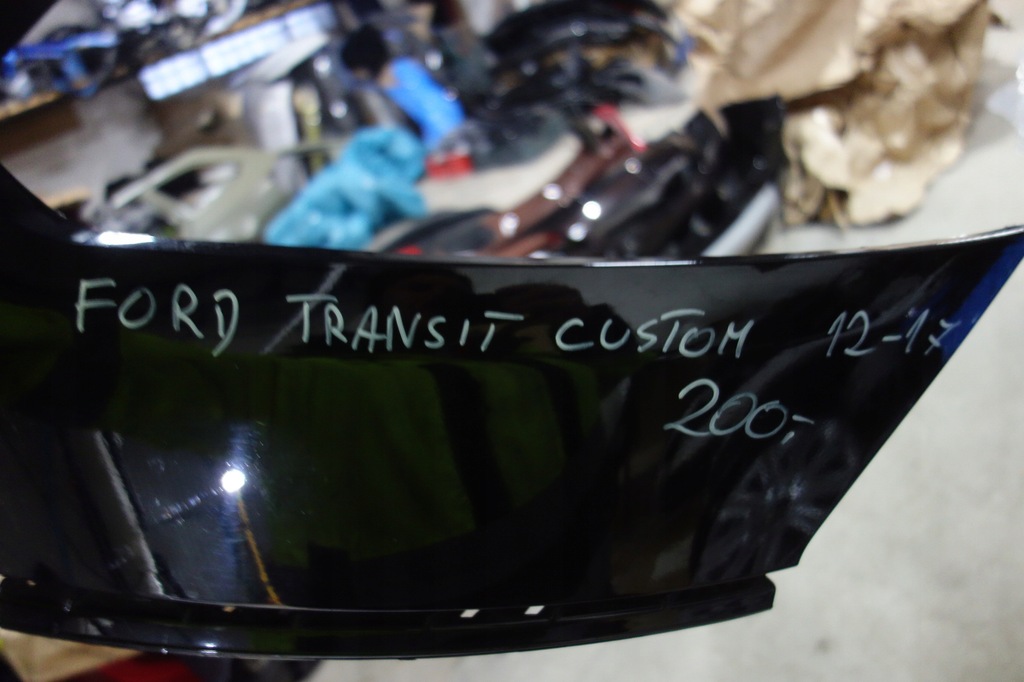 FORD TRANSIT CUSTOM 12-17
200,-